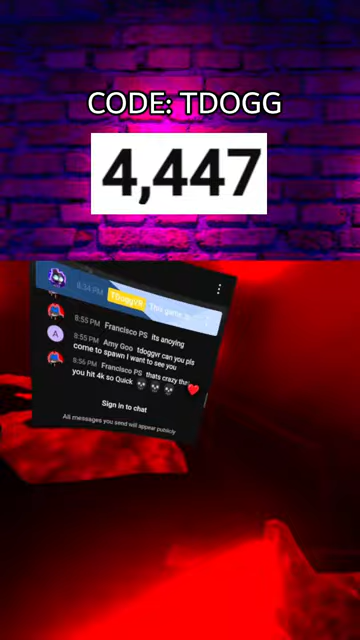 CODE: TDOGG
4,447
8:34 PM TDoggVR This game is
8:55 PM Francisco PS its anoying
8:55 PM Amy Goo tdoggvr can you pls
come to spawn I want to see you
8:56 PM Francisco PS thats crazy that
you hit 4k so Quick 💀💀💀
Sign in to chat
All messages you send will appear publicly